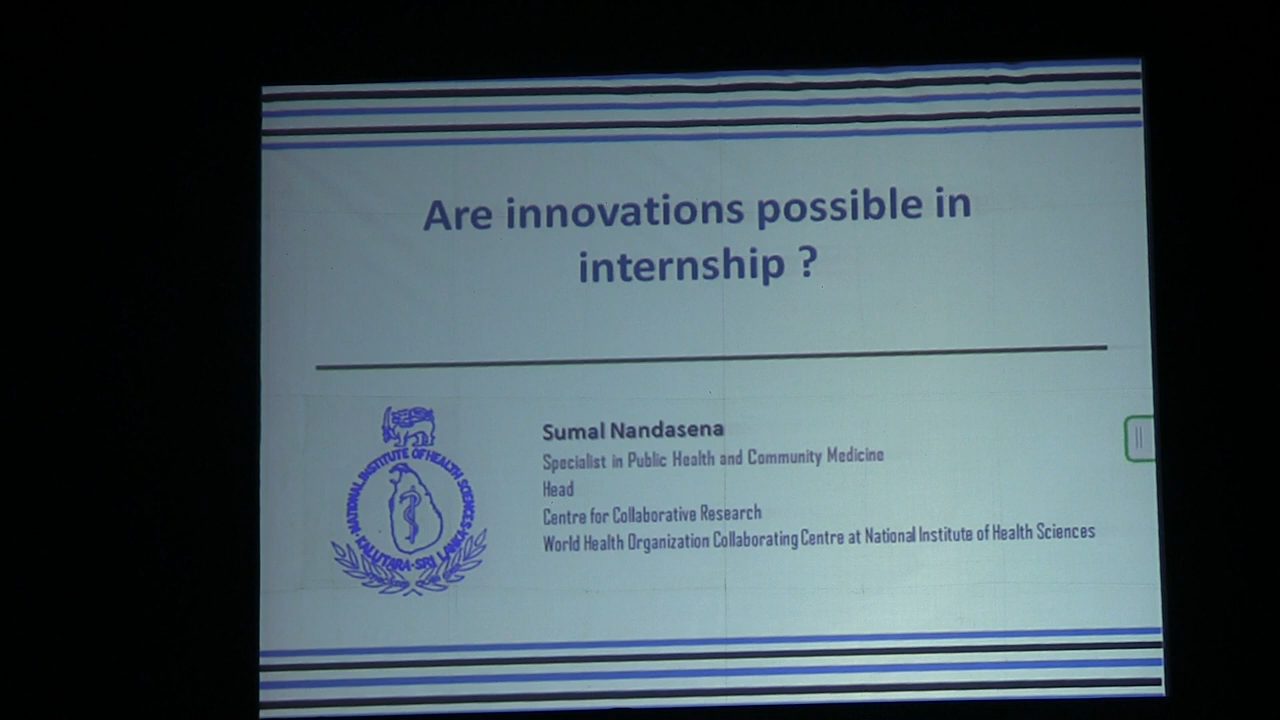 Are innovations possible in
internship ?
Sumal Nandasena
Specialist in Public Health and Community Medicine
Head
Centre for Collaborative Research
World Health Organization Collaborating Centre at National Institute of Health Sciences
NATIONAL INSTITUTE OF HEALTH SCIENCES
KALUTARA - SRI LANKA